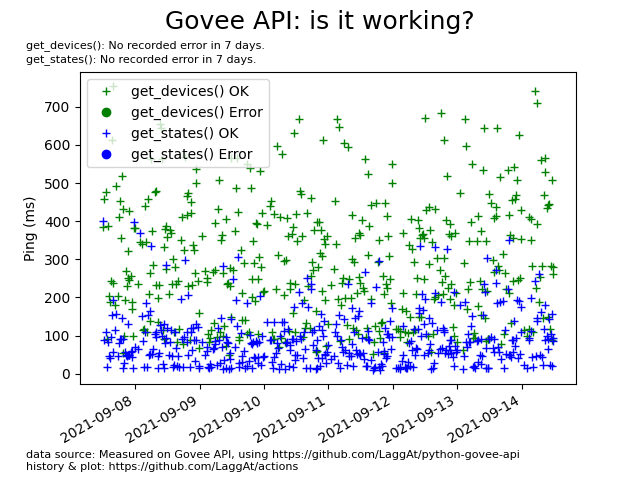 Govee API: is it working?
get_devices(): No recorded error in 7 days.
get_states(): No recorded error in 7 days.
get_devices() OK
get_devices() Error
get_states() OK
get_states() Error
Ping (ms)
700
600
500
400
300
200
100
0
2021-09-08
2021-09-09
2021-09-10
2021-09-11
2021-09-12
2021-09-13
2021-09-14
data source: Measured on Govee API, using https://github.com/LaggAt/python-govee-api
history & plot: https://github.com/LaggAt/actions